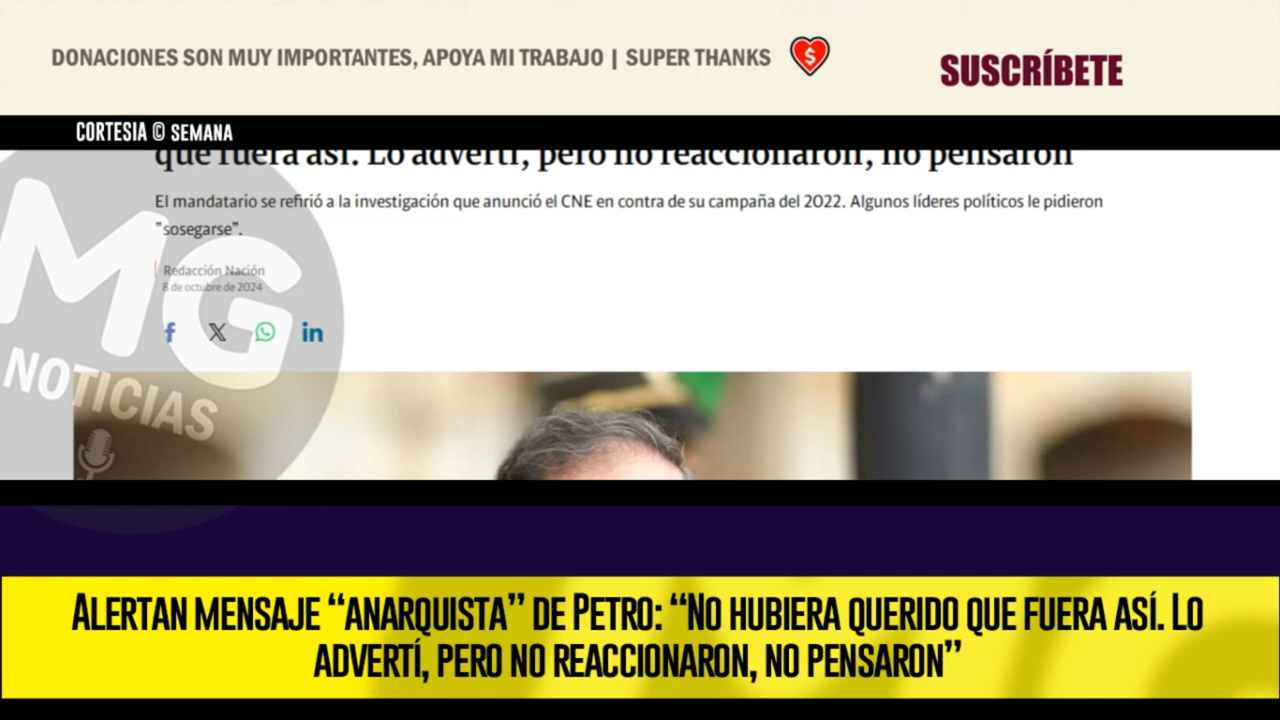 DONACIONES SON MUY IMPORTANTES, APOYA MI TRABAJO | SUPER THANKS
SUSCRÍBETE
CORTESIA © SEMANA
que fuera así. Lo advertí, pero no reaccionaron, no pensaron"
El mandatario se refirió a la investigación que anunció el CNE en contra de su campaña del 2022. Algunos líderes políticos le pidieron
"sosegarse".
Redacción Nación
8 de octubre de 2024
MG
NOTICIAS
ALERTAN MENSAJE “ANARQUISTA” DE PETRO: “NO HUBIERA QUERIDO QUE FUERA ASÍ. LO
ADVERTÍ, PERO NO REACCIONARON, NO PENSARON”